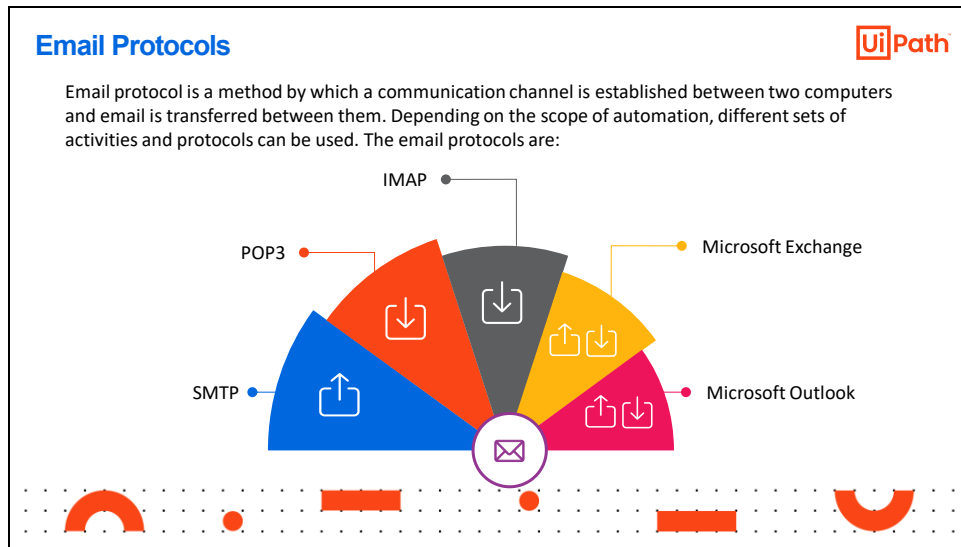 Email Protocols
UiPath
Email protocol is a method by which a communication channel is established between two computers
and email is transferred between them. Depending on the scope of automation, different sets of
activities and protocols can be used. The email protocols are:
IMAP
POP3
Microsoft Exchange
SMTP
Microsoft Outlook